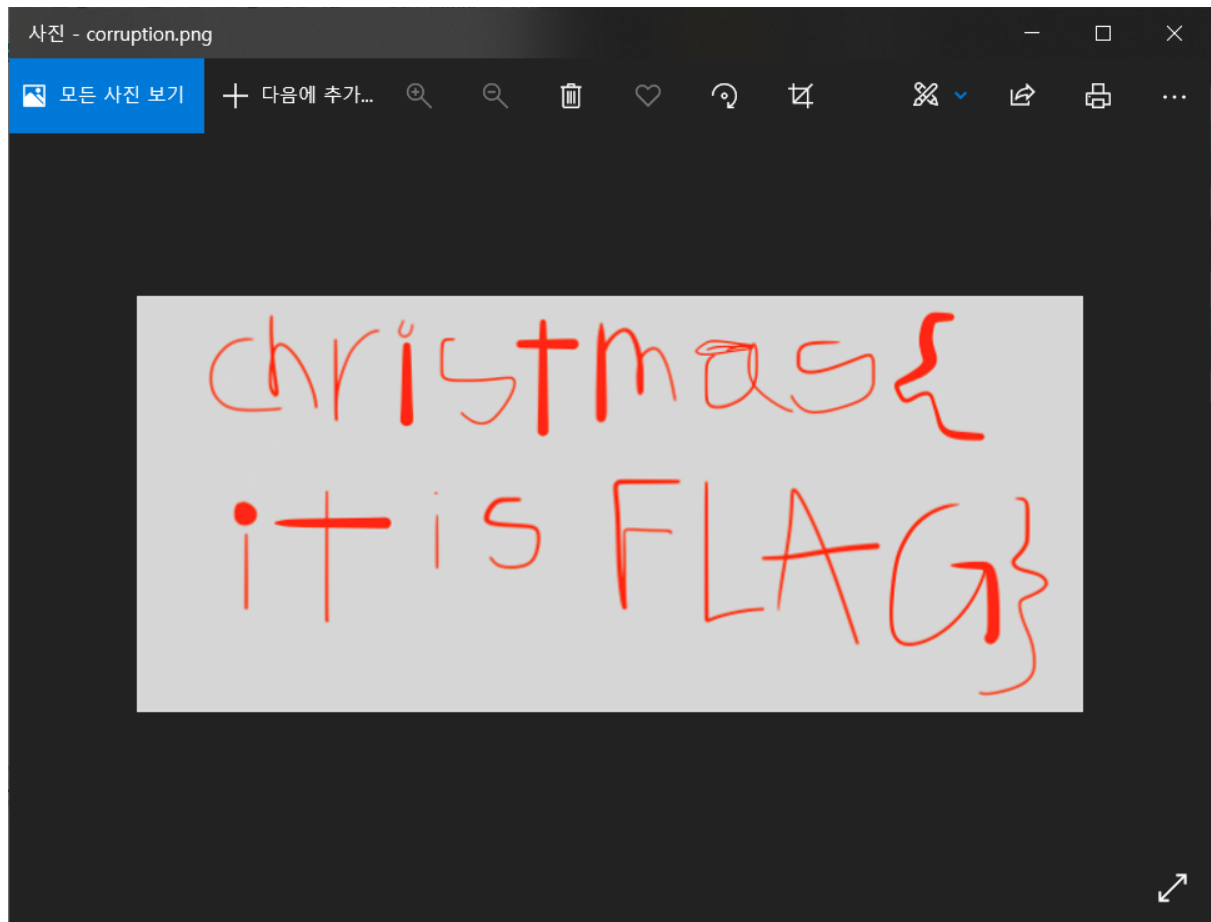 사진 - corruption.png
모든 사진 보기
다음에 추가...
christmas{
it is FLAG}